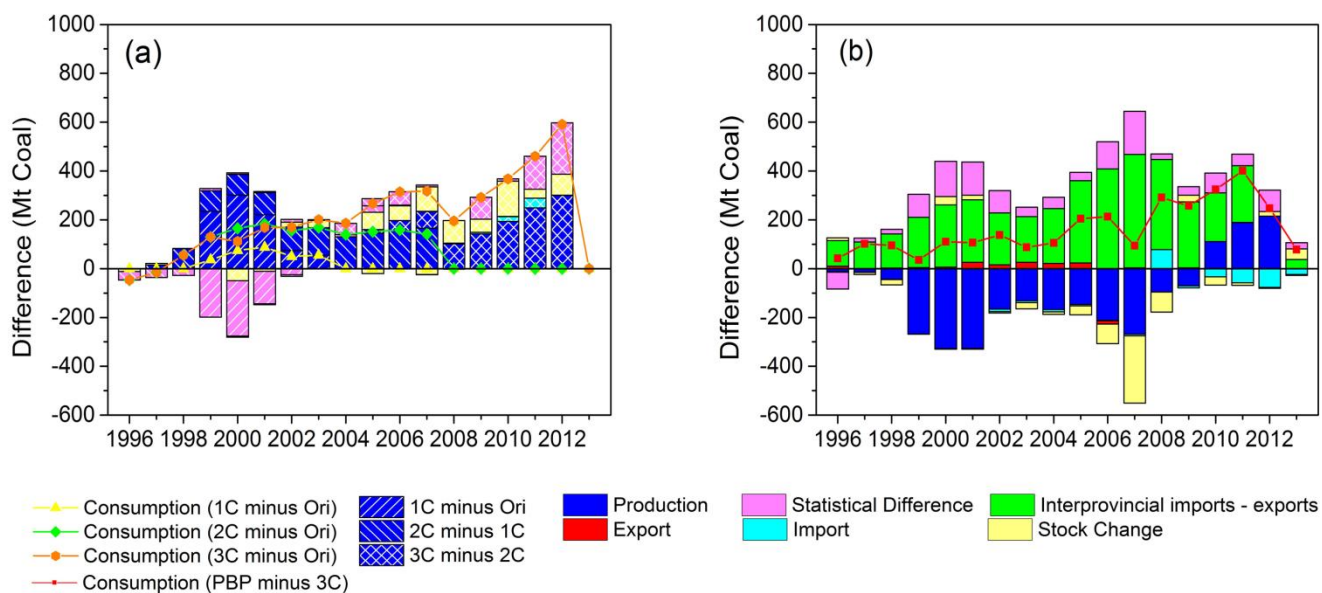 (a)
Difference (Mt Coal)
1000
800
600
400
200
0
-200
-400
-600
1996 1998 2000 2002 2004 2006 2008 2010 2012
(b)
Difference (Mt Coal)
1000
800
600
400
200
0
-200
-400
-600
1996 1998 2000 2002 2004 2006 2008 2010 2012
Consumption (1C minus Ori)
Consumption (2C minus Ori)
Consumption (3C minus Ori)
Consumption (PBP minus 3C)
1C minus Ori
2C minus 1C
3C minus 2C
Production
Export
Statistical Difference
Import
Interprovincial imports - exports
Stock Change